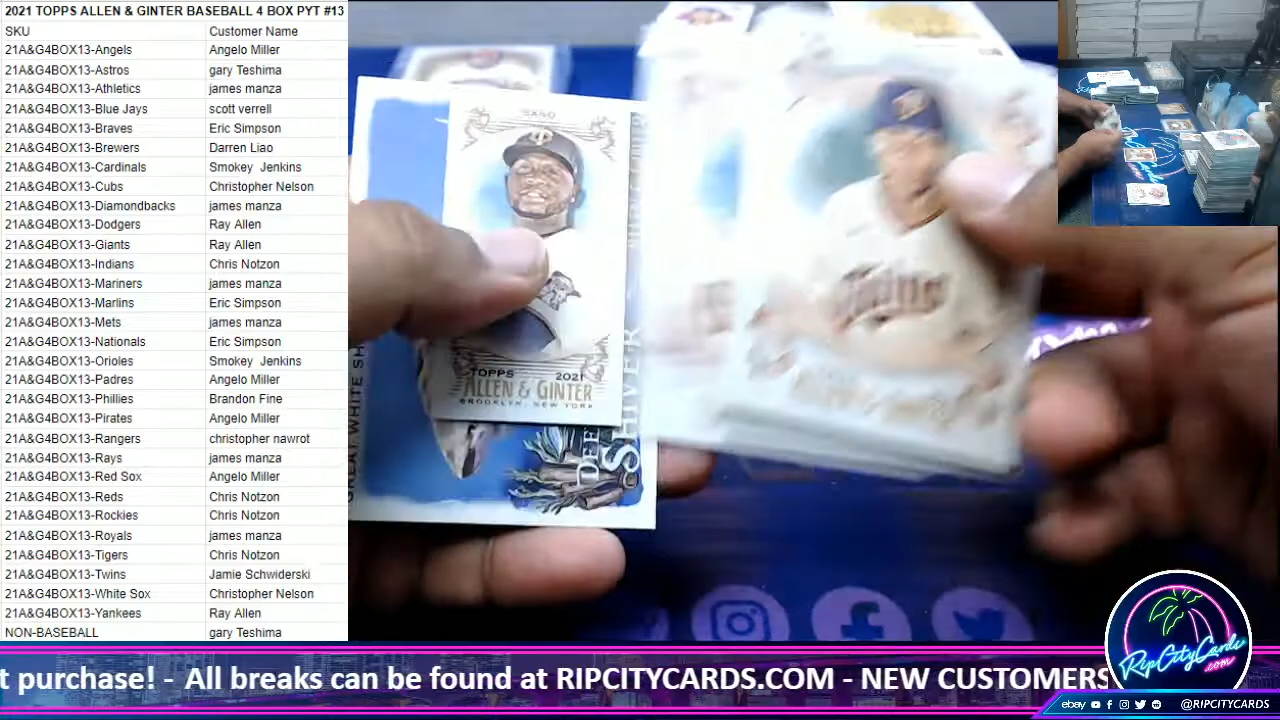 2021 TOPPS ALLEN & GINTER BASEBALL 4 BOX PYT #13
SKU Customer Name
21A&G4BOX13-Angels Angelo Miller
21A&G4BOX13-Astros gary Teshima
21A&G4BOX13-Athletics james manza
21A&G4BOX13-Blue Jays scott verrell
21A&G4BOX13-Braves Eric Simpson
21A&G4BOX13-Brewers Darren Liao
21A&G4BOX13-Cardinals Smokey Jenkins
21A&G4BOX13-Cubs Christopher Nelson
21A&G4BOX13-Diamondbacks james manza
21A&G4BOX13-Dodgers Ray Allen
21A&G4BOX13-Giants Ray Allen
21A&G4BOX13-Indians Chris Notzon
21A&G4BOX13-Mariners james manza
21A&G4BOX13-Marlins Eric Simpson
21A&G4BOX13-Mets james manza
21A&G4BOX13-Nationals Eric Simpson
21A&G4BOX13-Orioles Smokey Jenkins
21A&G4BOX13-Padres Angelo Miller
21A&G4BOX13-Phillies Brandon Fine
21A&G4BOX13-Pirates Angelo Miller
21A&G4BOX13-Rangers christopher nawrot
21A&G4BOX13-Rays james manza
21A&G4BOX13-Red Sox Angelo Miller
21A&G4BOX13-Reds Chris Notzon
21A&G4BOX13-Rockies Chris Notzon
21A&G4BOX13-Royals james manza
21A&G4BOX13-Tigers Chris Notzon
21A&G4BOX13-Twins Jamie Schwiderski
21A&G4BOX13-White Sox Christopher Nelson
21A&G4BOX13-Yankees Ray Allen
NON-BASEBALL gary Teshima
SANO
TOPPS 2021
ALLEN & GINTER
BROOKLYN, NEW YORK
GREAT WHITE SH
DEE
SHIVER
Twins
RipCityCards
.com
t purchase! - All breaks can be found at RIPCITYCARDS.COM - NEW CUSTOMERS
ebay @RIPCITYCARDS